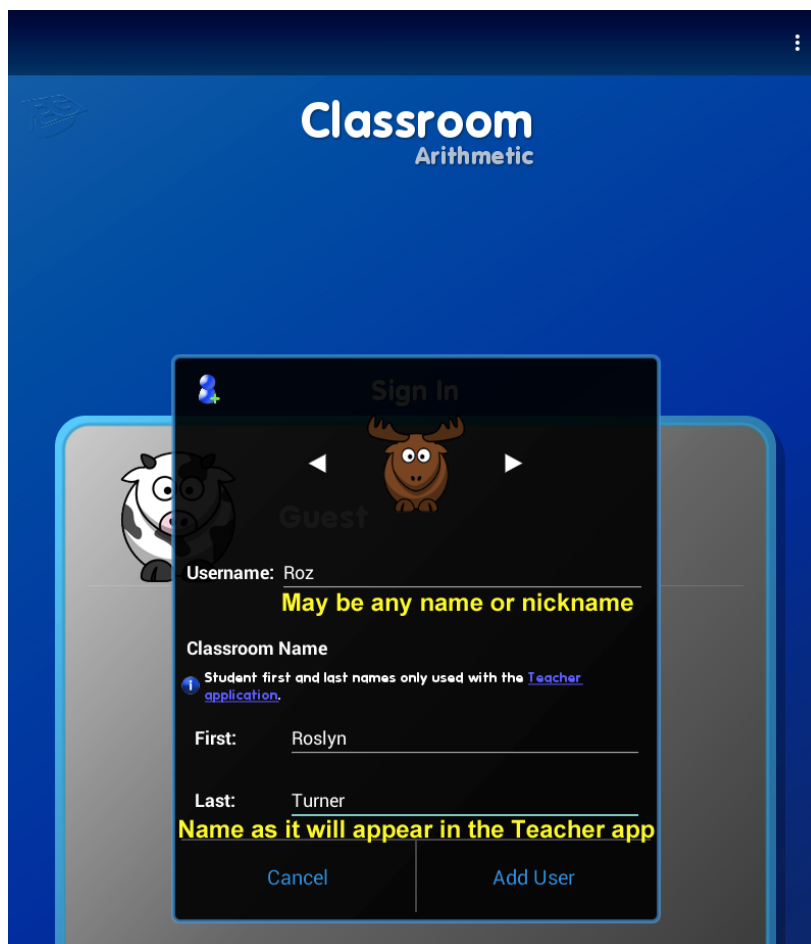 Classroom
Arithmetic
Sign In
Guest
Username: Roz
May be any name or nickname
Classroom Name
Student first and last names only used with the Teacher
application.
First: Roslyn
Last: Turner
Name as it will appear in the Teacher app
Cancel Add User